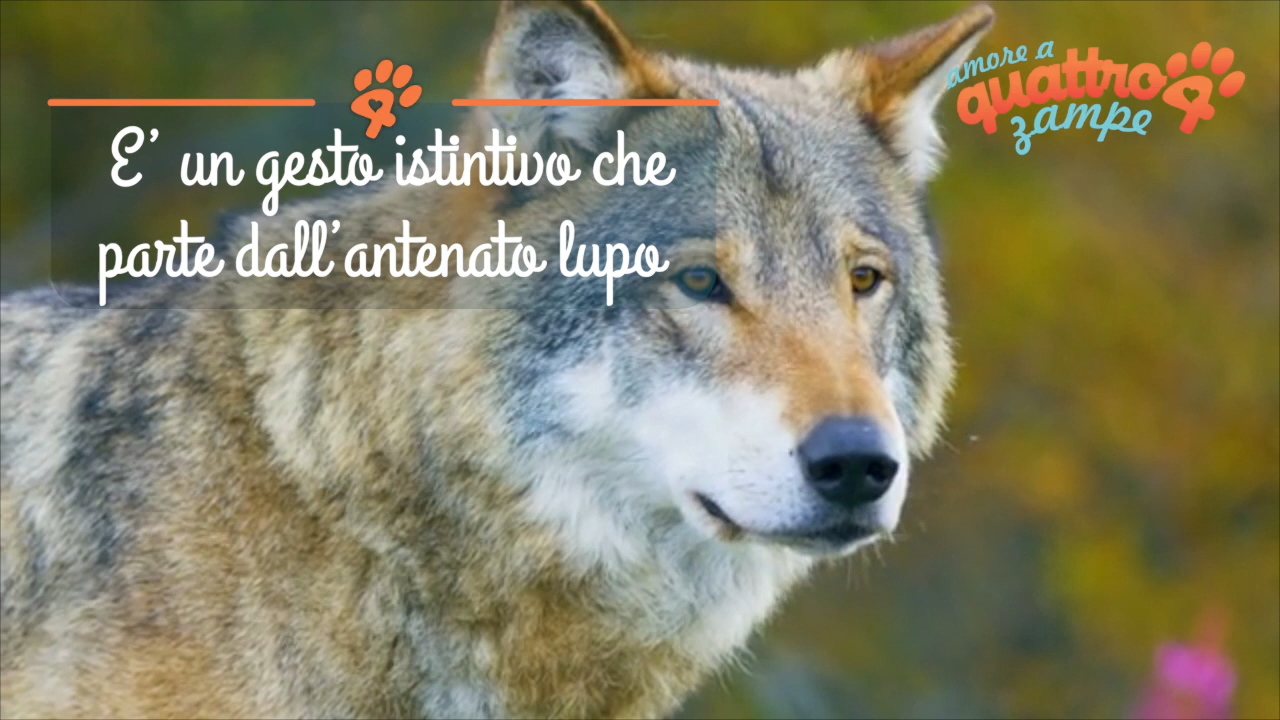 E' un gesto istintivo che
parte dall'antenato lupo
amore a
quattro
zampe